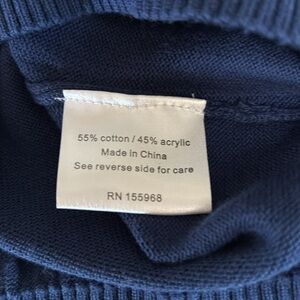 55% cotton / 45% acrylic
Made in China
See reverse side for care
RN 155968